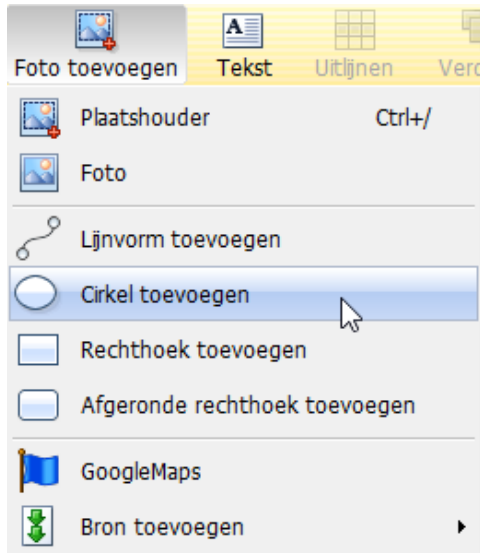 Foto toevoegen Tekst Uitlijnen
Plaatshouder Ctrl+/
Foto
Lijnvorm toevoegen
Cirkel toevoegen
Rechthoek toevoegen
Afgeronde rechthoek toevoegen
GoogleMaps
Bron toevoegen